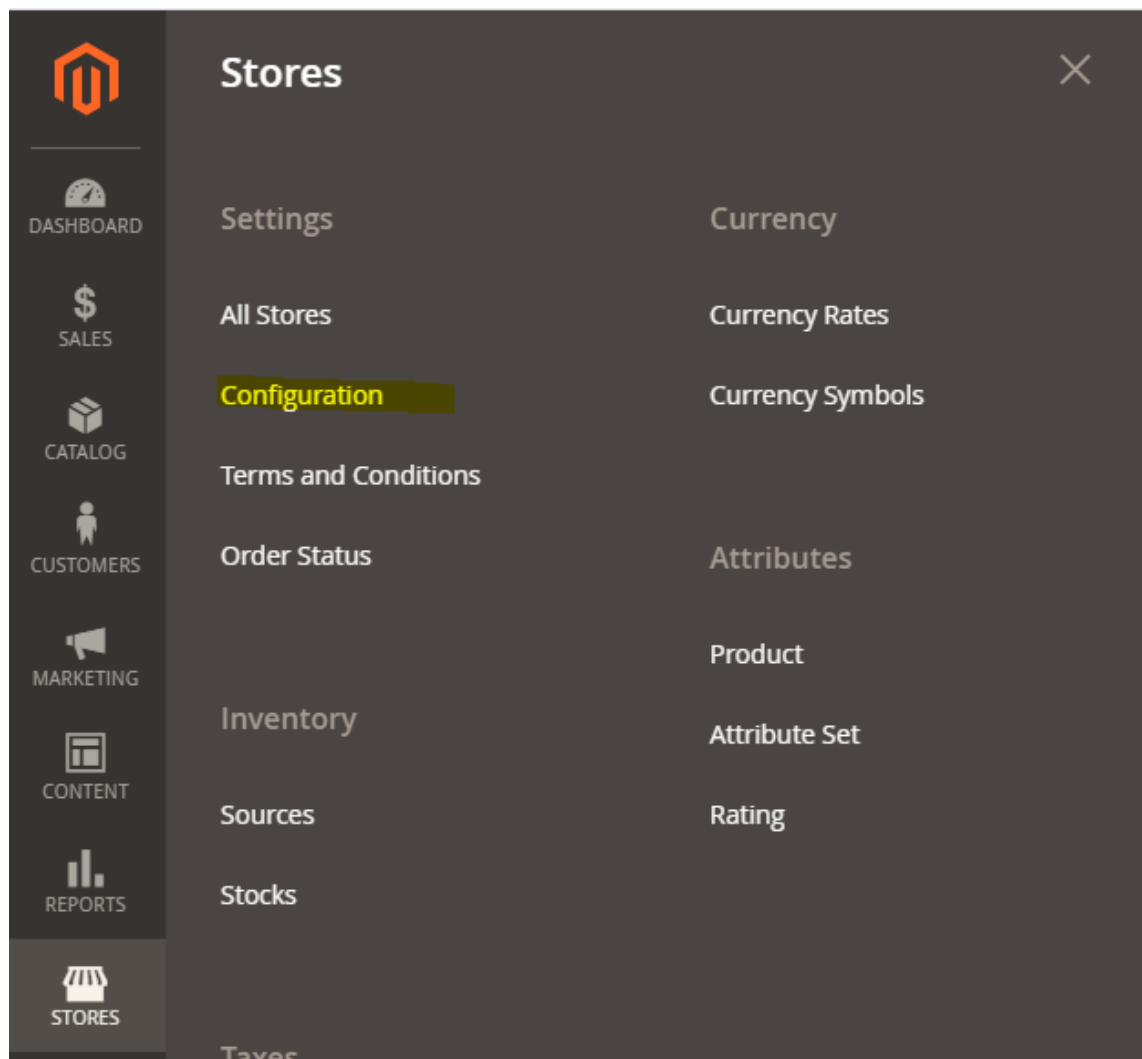 Stores
DASHBOARD
SALES
CATALOG
CUSTOMERS
MARKETING
CONTENT
REPORTS
STORES
Settings
All Stores
Configuration
Terms and Conditions
Order Status
Inventory
Sources
Stocks
Taxes
Currency
Currency Rates
Currency Symbols
Attributes
Product
Attribute Set
Rating